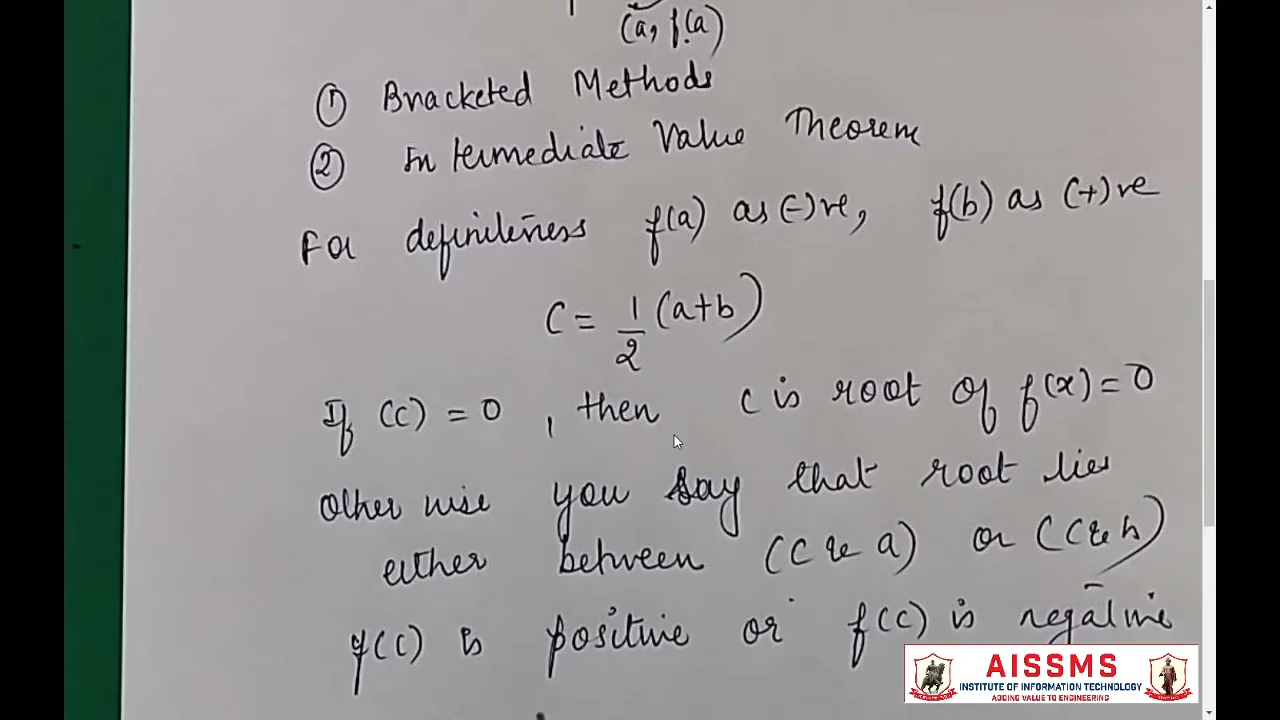 (a, f(a)
① Bracketed Methods
② Intermediate Value Theorem
For definiteness f(a) as (-)ve, f(b) as (+)ve
C = 1/2 (a+b)
If (c) = 0, then c is root of f(x) = 0
Otherwise you say that root lies
either between (C & a) or (C & b)
f(c) is positive or f(c) is negative
AISSMS
INSTITUTE OF INFORMATION TECHNOLOGY
ADDING VALUE TO ENGINEERING